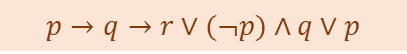 p → q → r ∨ (¬p) ∧ q ∨ p